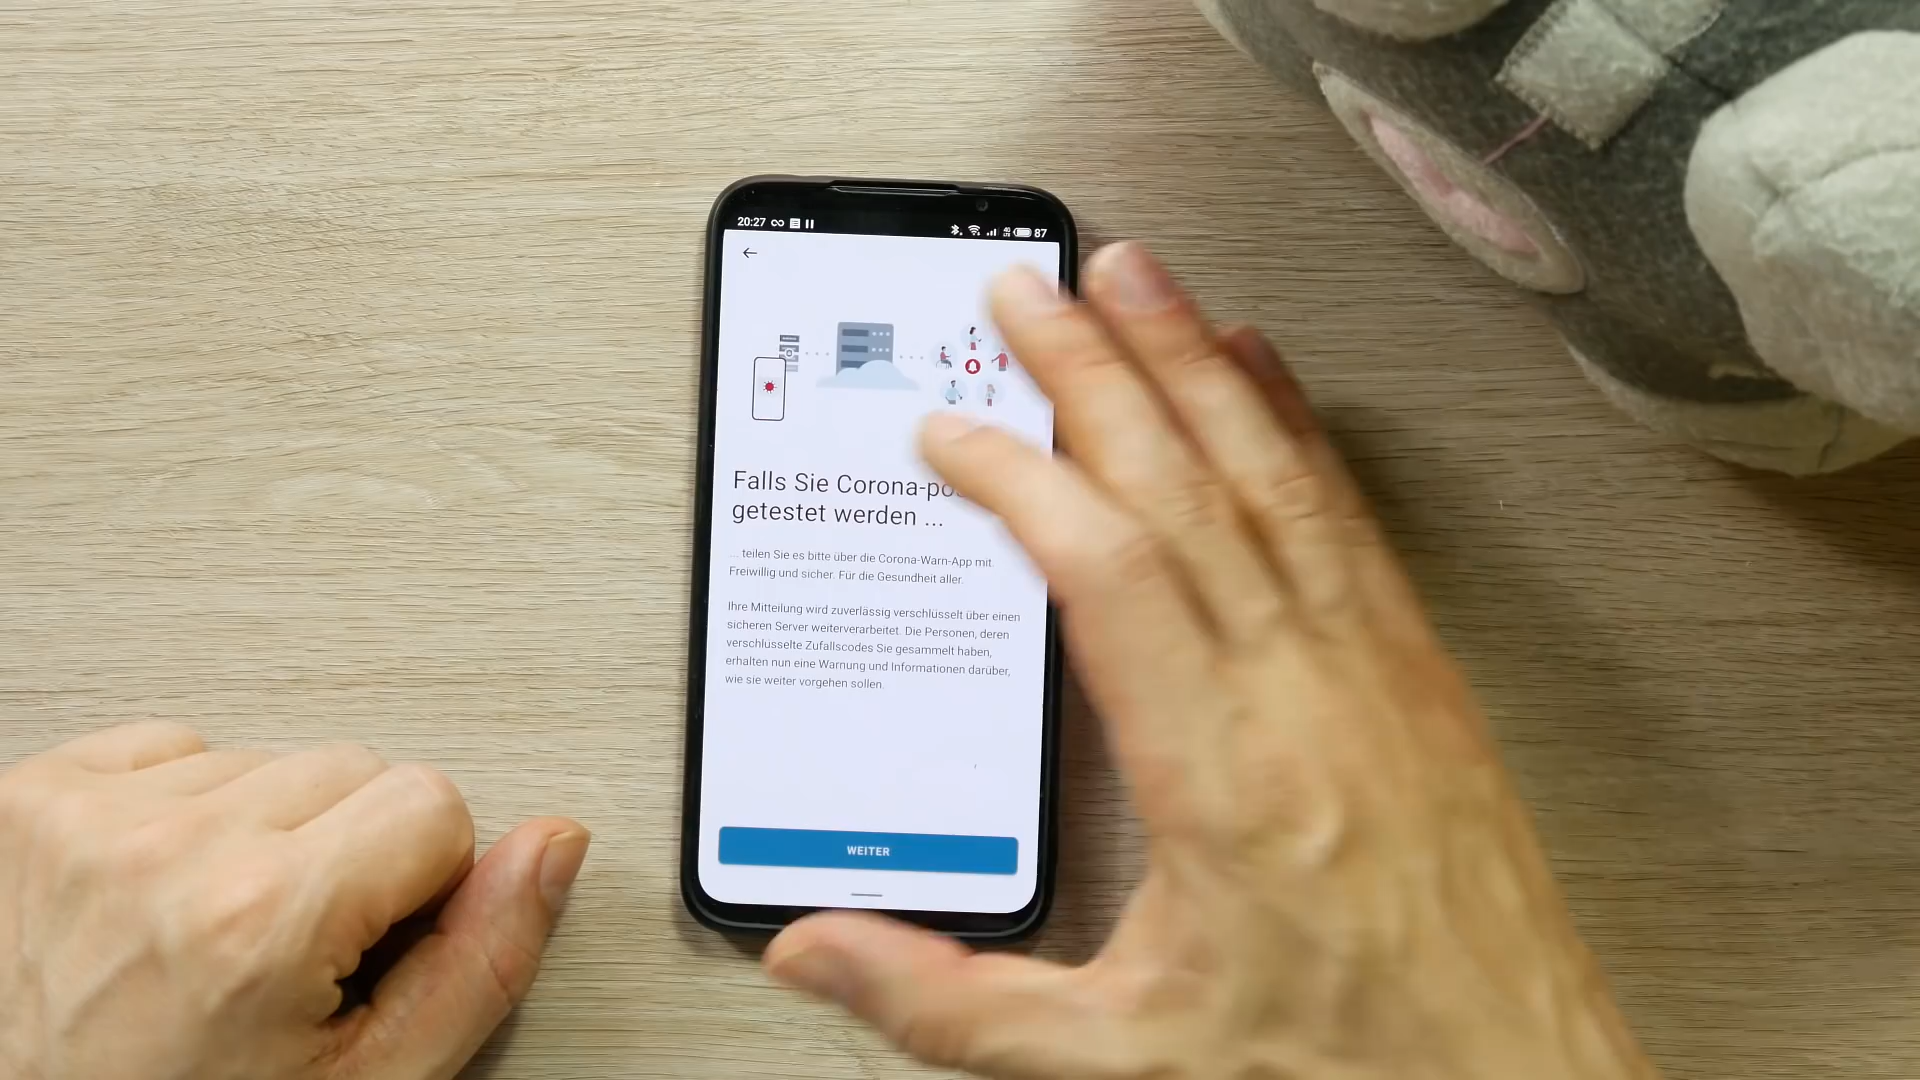 20:27
87
Falls Sie Corona-po
getestet werden ...
... teilen Sie es bitte über die Corona-Warn-App mit.
Freiwillig und sicher. Für die Gesundheit aller.
Ihre Mitteilung wird zuverlässig verschlüsselt über einen
sicheren Server weiterverarbeitet. Die Personen, deren
verschlüsselte Zufallscodes Sie gesammelt haben,
erhalten nun eine Warnung und Informationen darüber,
wie sie weiter vorgehen sollen.
WEITER